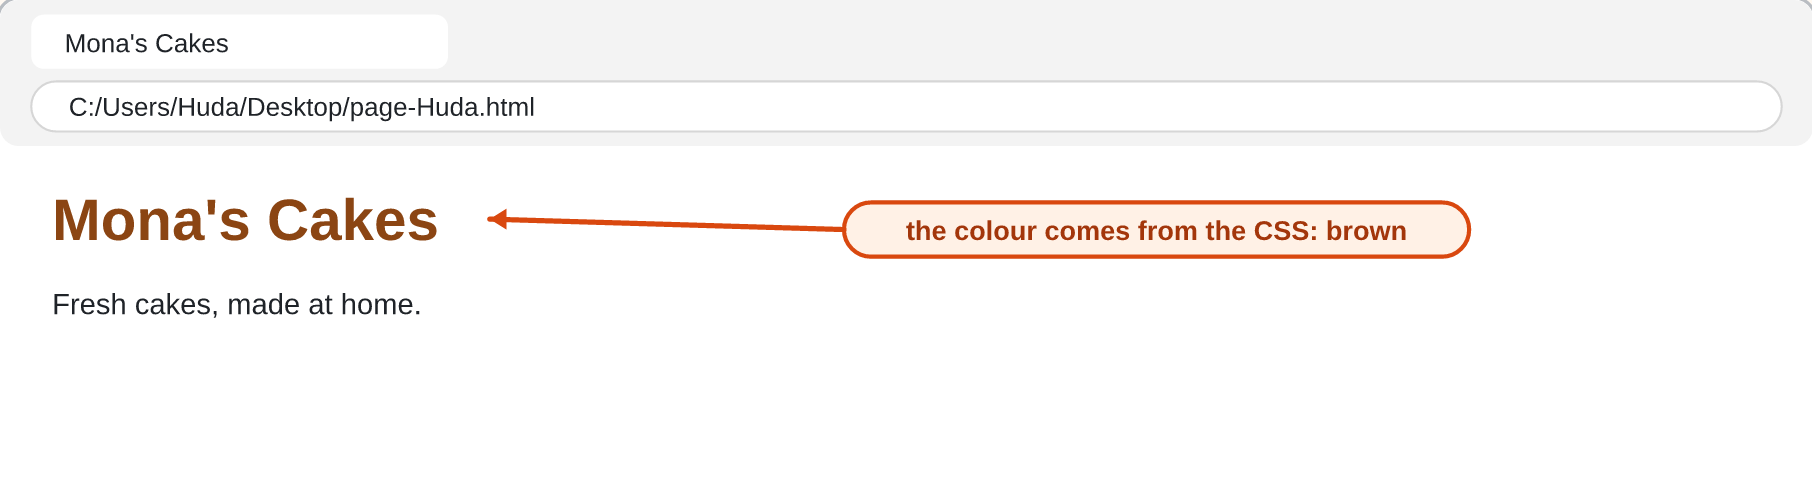 Mona's Cakes
C:/Users/Huda/Desktop/page-Huda.html
Mona's Cakes
the colour comes from the CSS: brown
Fresh cakes, made at home.